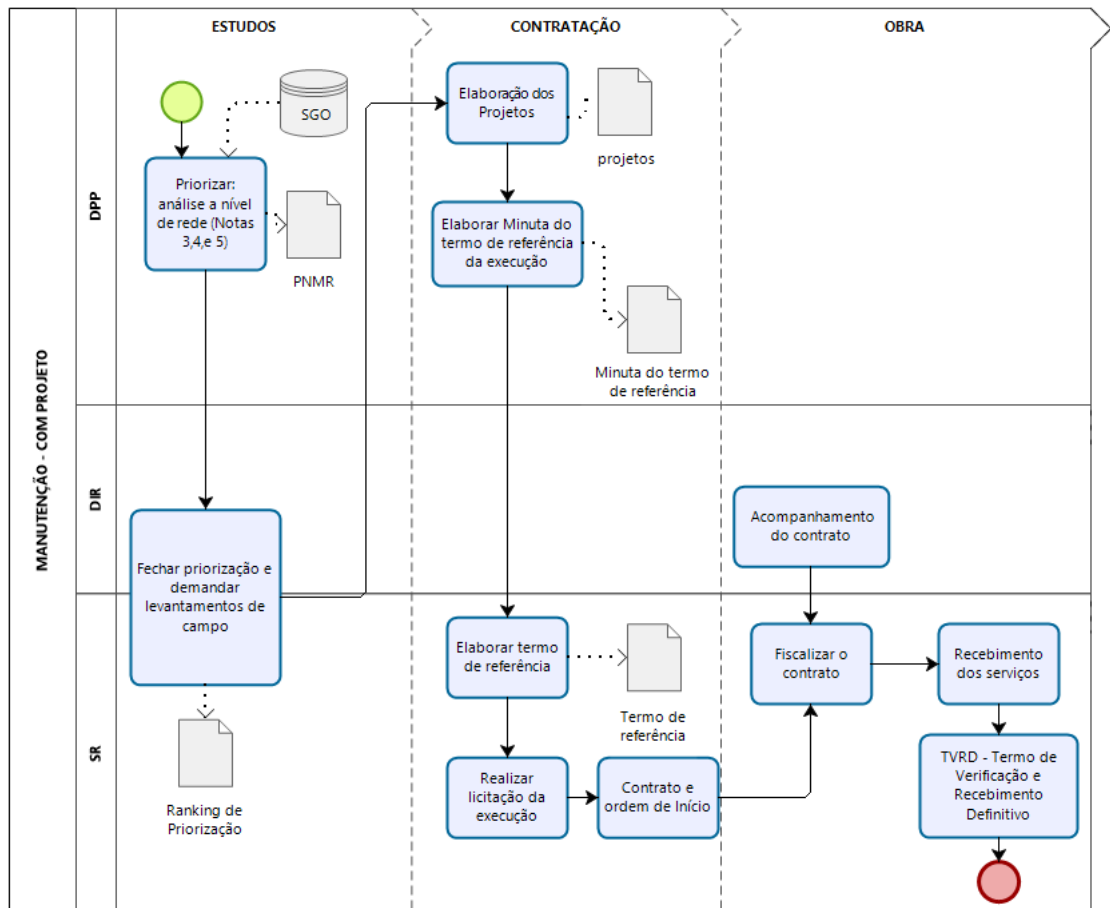 ESTUDOS
CONTRATAÇÃO
OBRA
MANUTENÇÃO - COM PROJETO
DPP
SGO
Priorizar:
análise a nível
de rede (Notas
3,4,e 5)
PNMR
Elaboração dos
Projetos
projetos
Elaborar Minuta do
termo de referência
da execução
Minuta do termo
de referência
DIR
Fechar priorização e
demandar
levantamentos de
campo
Acompanhamento
do contrato
SR
Ranking de
Priorização
Elaborar termo
de referência
Termo de
referência
Realizar
licitação da
execução
Contrato e
ordem de Início
Fiscalizar o
contrato
Recebimento
dos serviços
TVRD - Termo de
Verificação e
Recebimento
Definitivo